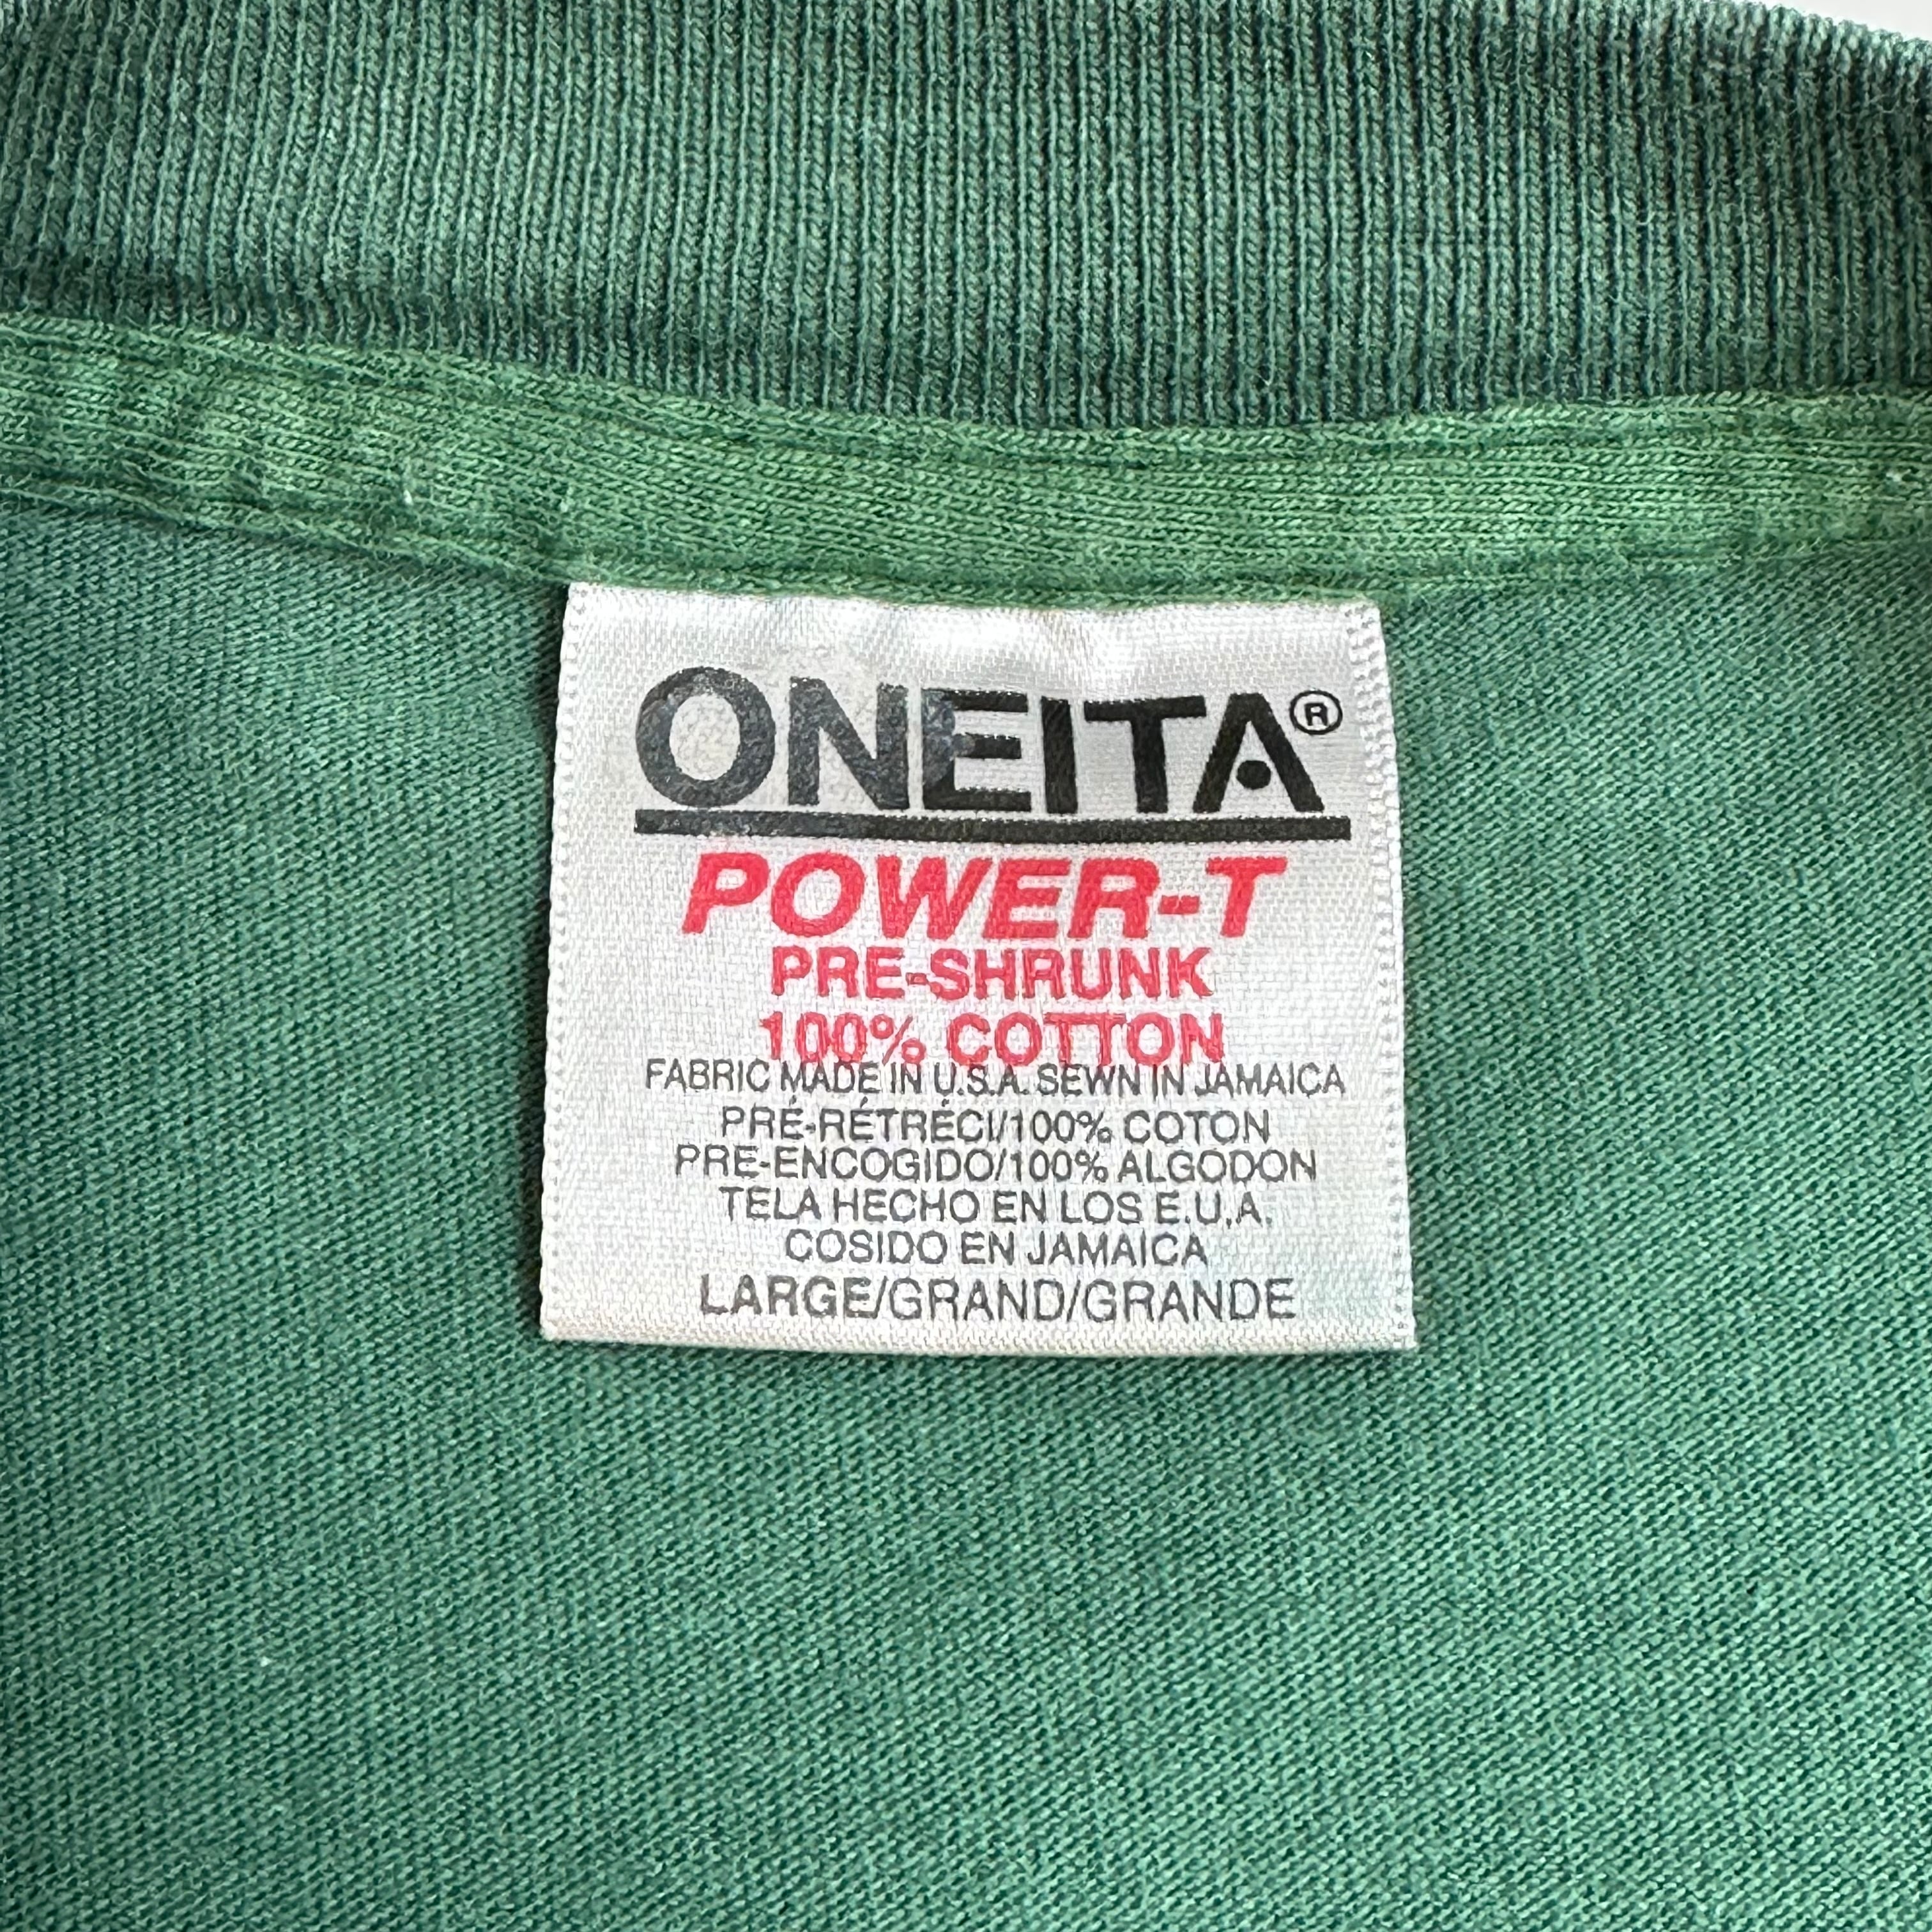 ONEITA®
POWER-T
PRE-SHRUNK
100% COTTON
FABRIC MADE IN U.S.A. SEWN IN JAMAICA
PRÉ-RÉTRÉCI/100% COTON
PRE-ENCOGIDO/100% ALGODON
TELA HECHO EN LOS E.U.A.
COSIDO EN JAMAICA
LARGE/GRAND/GRANDE